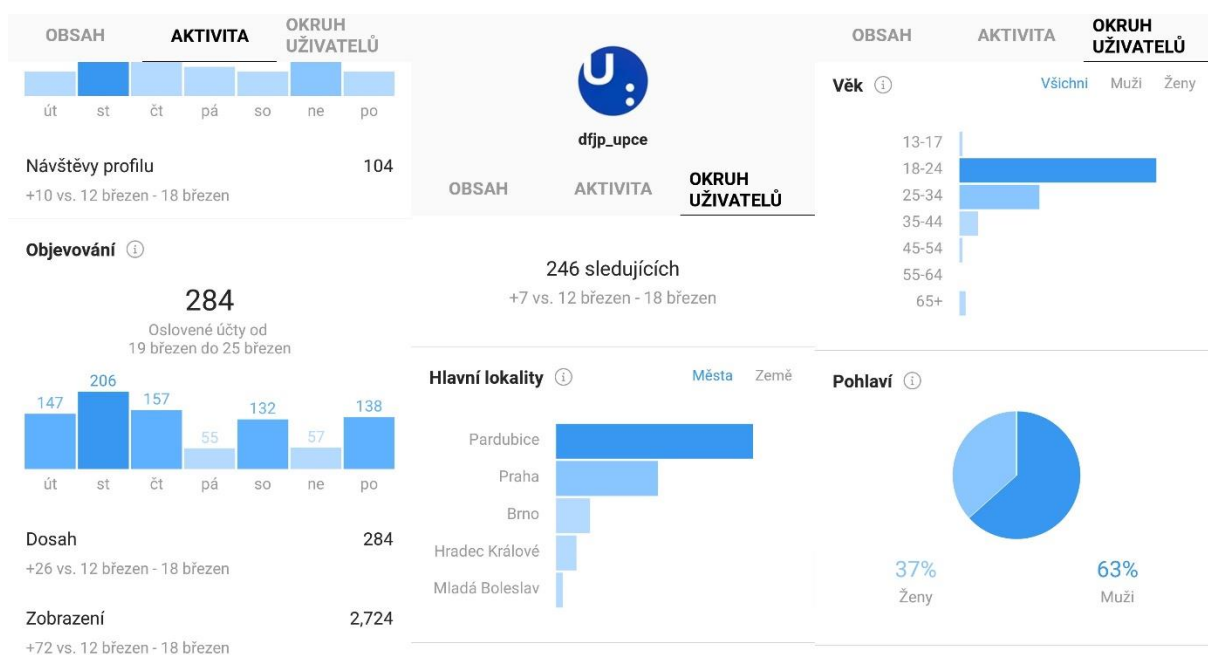 OBSAH
AKTIVITA
OKRUH
UŽIVATELŮ
út st čt pá so ne po
Návštěvy profilu 104
+10 vs. 12 březen - 18 březen
Objevování
284
Oslovené účty od
19 březen do 25 březen
147 206 157 55 132 57 138
út st čt pá so ne po
Dosah 284
+26 vs. 12 březen - 18 březen
Zobrazení 2,724
+72 vs. 12 březen - 18 březen
U:
dfjp_upce
OBSAH
AKTIVITA
OKRUH
UŽIVATELŮ
246 sledujících
+7 vs. 12 březen - 18 březen
Hlavní lokality Města Země
Pardubice
Praha
Brno
Hradec Králové
Mladá Boleslav
OBSAH
AKTIVITA
OKRUH
UŽIVATELŮ
Věk Všichni Muži Ženy
13-17
18-24
25-34
35-44
45-54
55-64
65+
Pohlaví
37% 63%
Ženy Muži